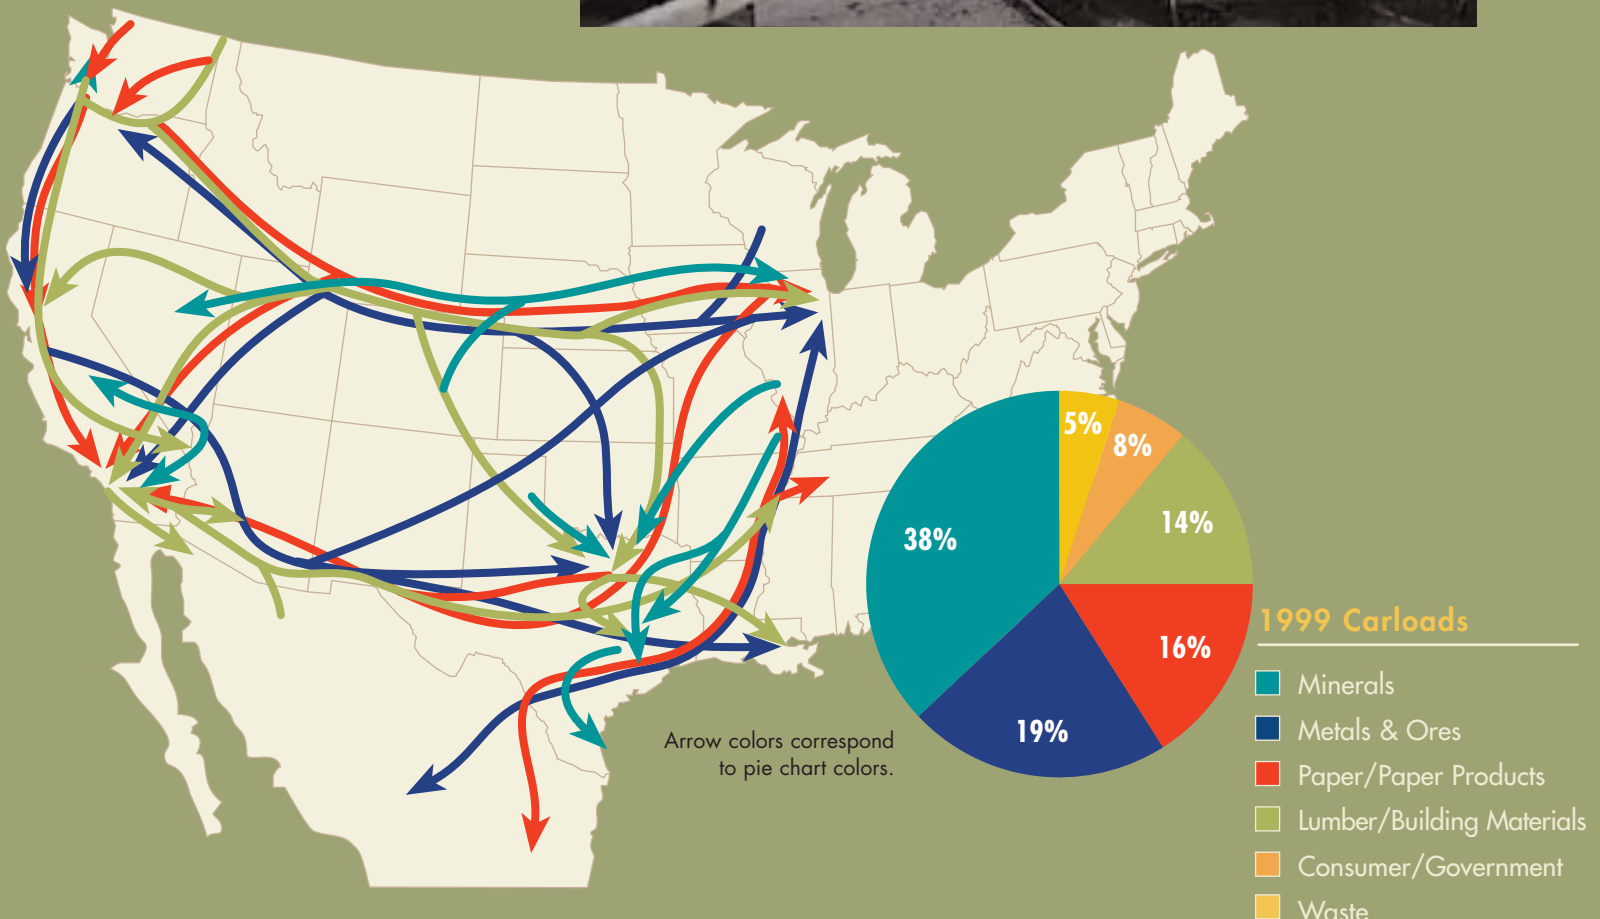 5%
8%
14%
38%
16%
19%
1999 Carloads
Minerals
Metals & Ores
Paper/Paper Products
Lumber/Building Materials
Consumer/Government
Waste
Arrow colors correspond
to pie chart colors.